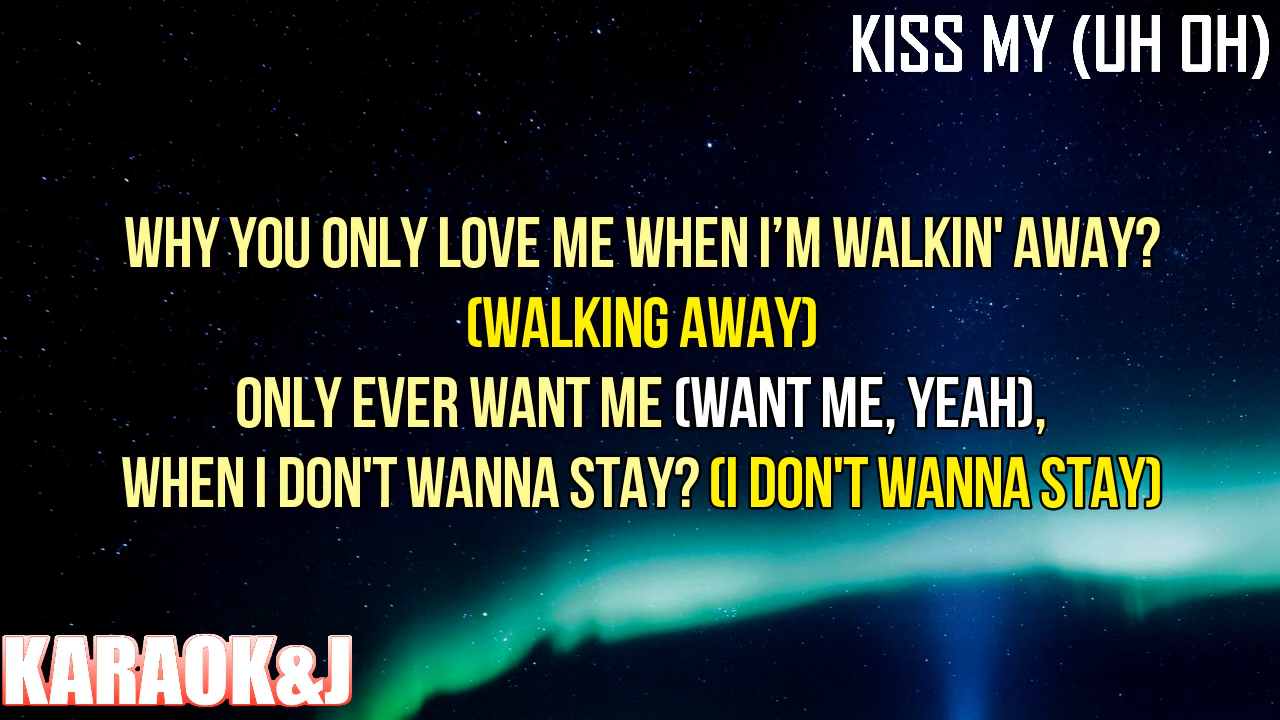 KISS MY (UH OH)
WHY YOU ONLY LOVE ME WHEN I’M WALKIN' AWAY?
(WALKING AWAY)
ONLY EVER WANT ME (WANT ME, YEAH),
WHEN I DON'T WANNA STAY? (I DON'T WANNA STAY)
KARAOK&J